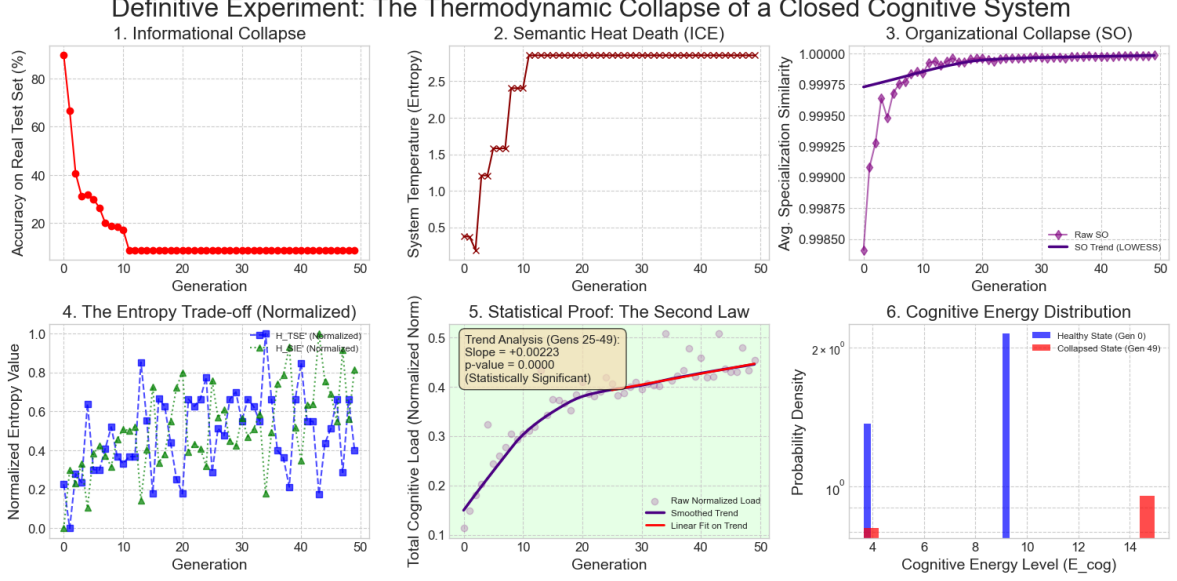 Definitive Experiment: The Thermodynamic Collapse of a Closed Cognitive System
1. Informational Collapse
Accuracy on Real Test Set (%)
80
60
40
20
0
10
20
30
40
50
Generation
2. Semantic Heat Death (ICE)
System Temperature (Entropy)
2.5
2.0
1.5
1.0
0.5
0
10
20
30
40
50
Generation
3. Organizational Collapse (SO)
Avg. Specialization Similarity
1.00000
0.99975
0.99950
0.99925
0.99900
0.99875
0.99850
Raw SO
SO Trend (LOWESS)
0
10
20
30
40
50
Generation
4. The Entropy Trade-off (Normalized)
Normalized Entropy Value
1.0
0.8
0.6
0.4
0.2
0.0
H_TSE' (Normalized)
H_SIE' (Normalized)
0
10
20
30
40
50
Generation
5. Statistical Proof: The Second Law
Total Cognitive Load (Normalized Norm)
0.5
0.4
0.3
0.2
0.1
Trend Analysis (Gens 25-49):
Slope = +0.00223
p-value = 0.0000
(Statistically Significant)
Raw Normalized Load
Smoothed Trend
Linear Fit on Trend
0
10
20
30
40
50
Generation
6. Cognitive Energy Distribution
Probability Density
2 × 10⁰
10⁰
Healthy State (Gen 0)
Collapsed State (Gen 49)
4
6
8
10
12
14
Cognitive Energy Level (E_cog)